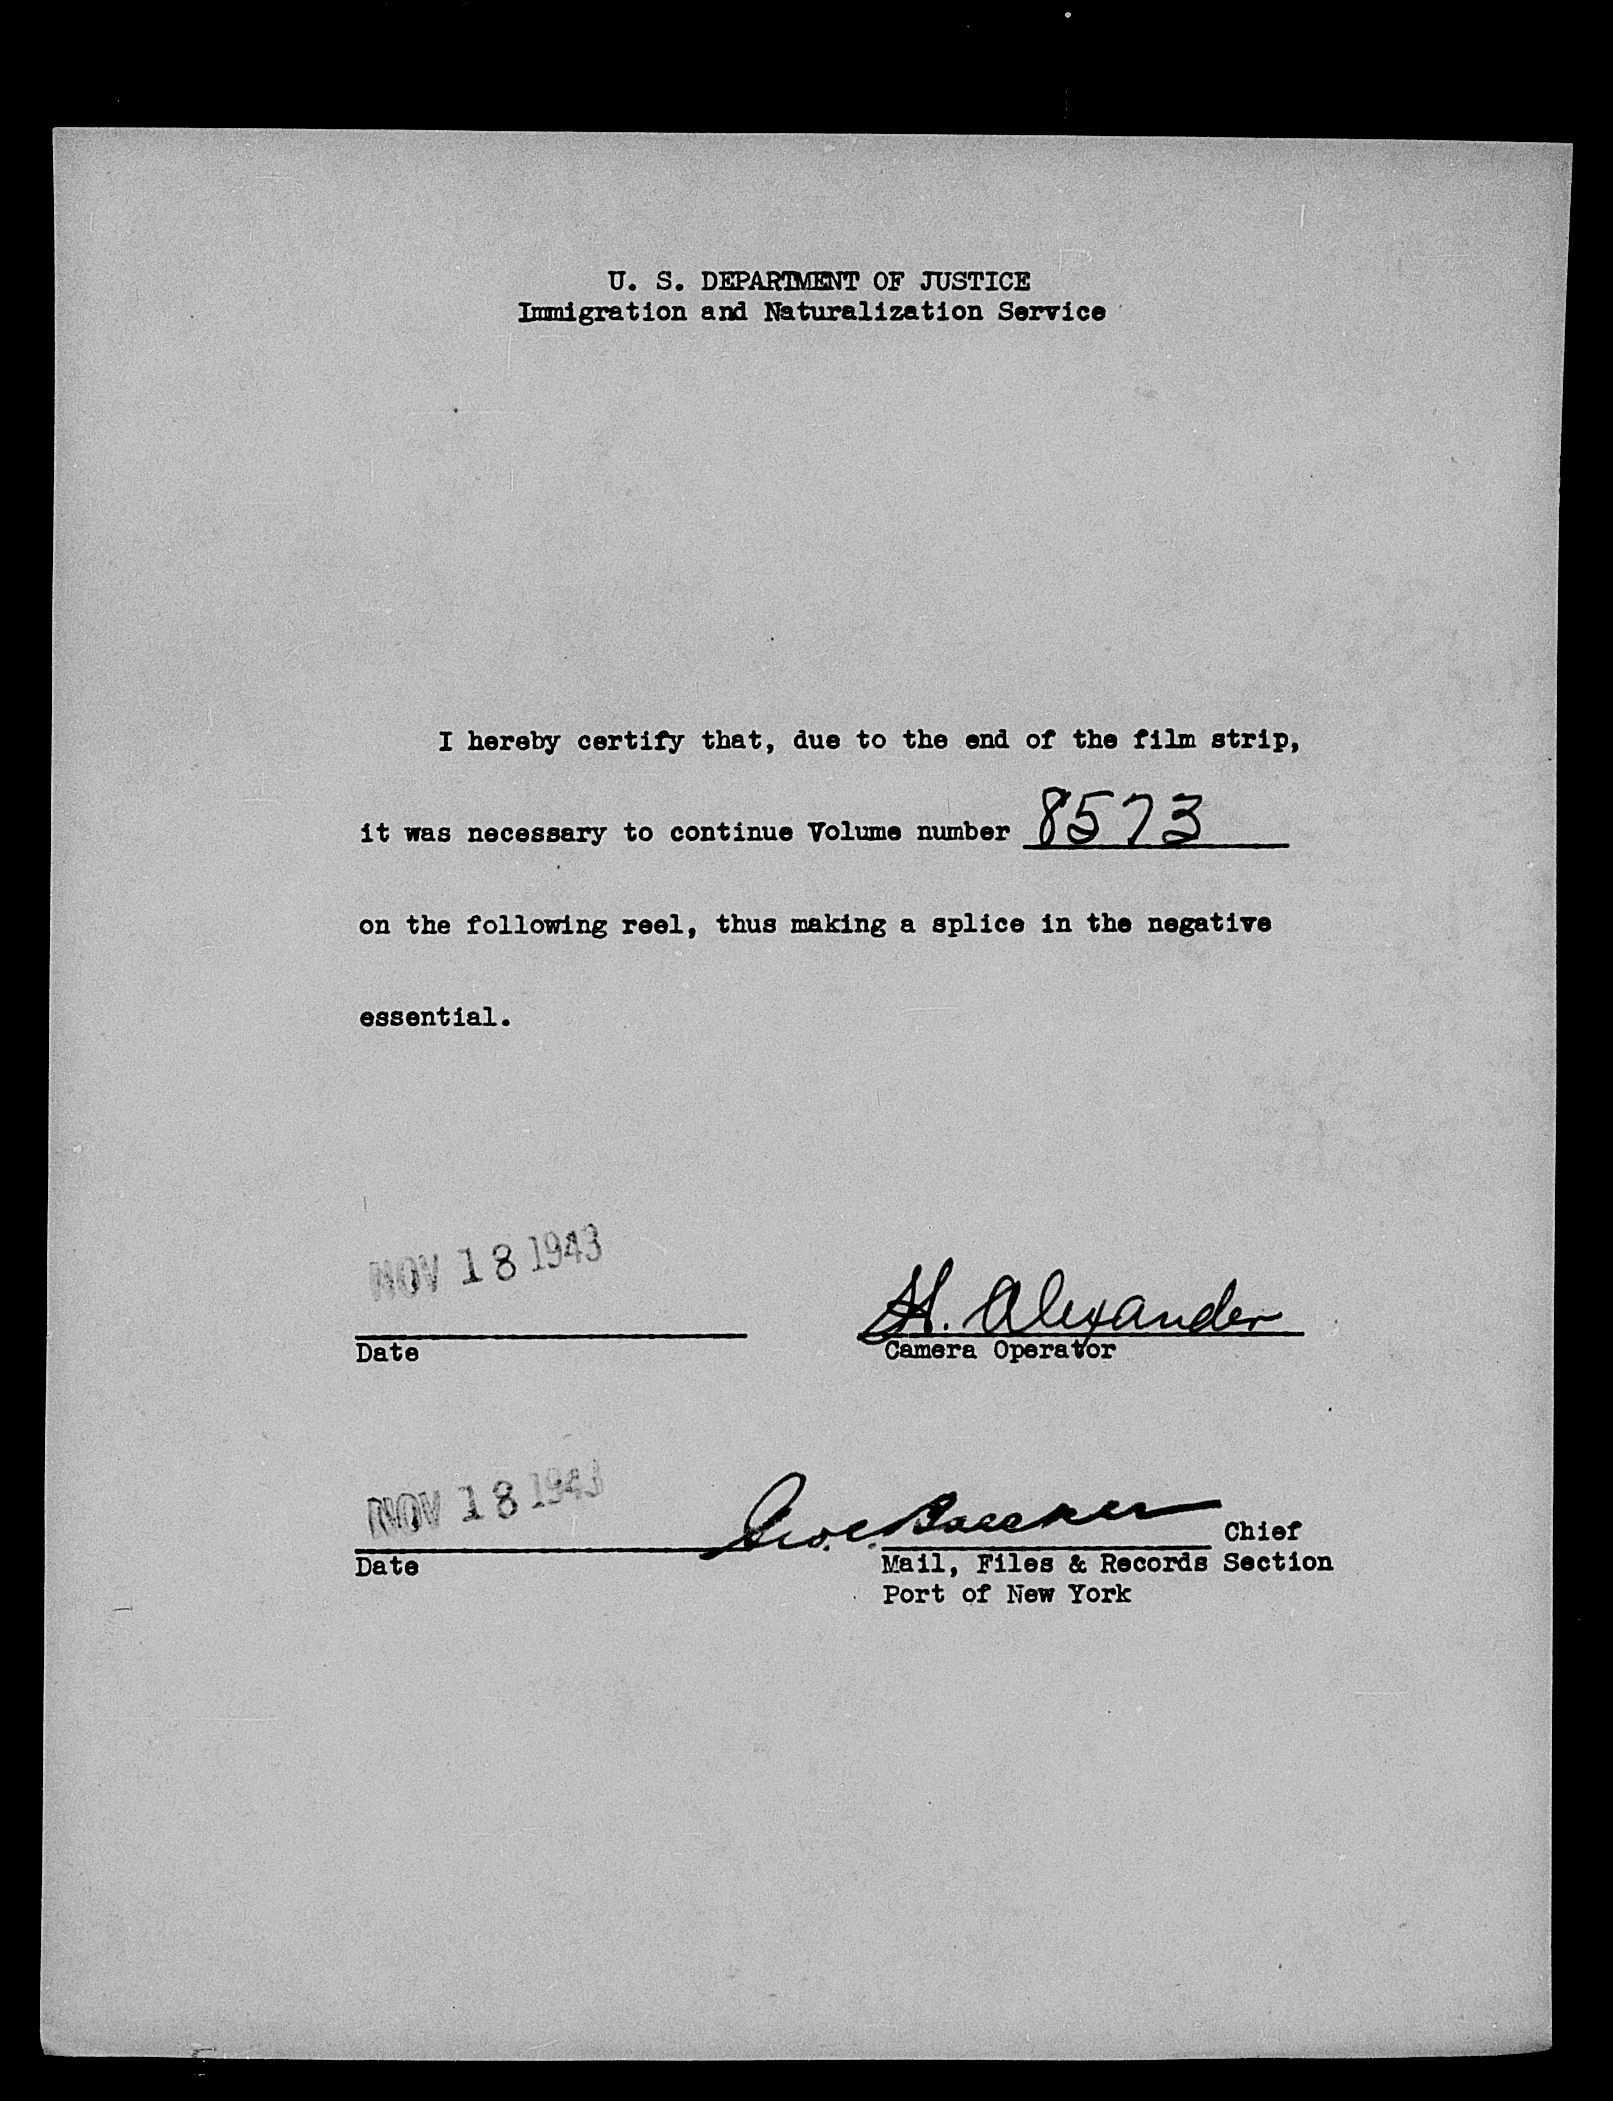 U. S. DEPARTMENT OF JUSTICE
Immigration and Naturalization Service
I hereby certify that, due to the end of the film strip,
it was necessary to continue Volume number 8573
on the following reel, thus making a splice in the negative
essential.
NOV 18 1943
H. Alexander
Date
Camera Operator
NOV 18 1943
Geo. C.
Chief
Date
Mail, Files & Records Section
Port of New York